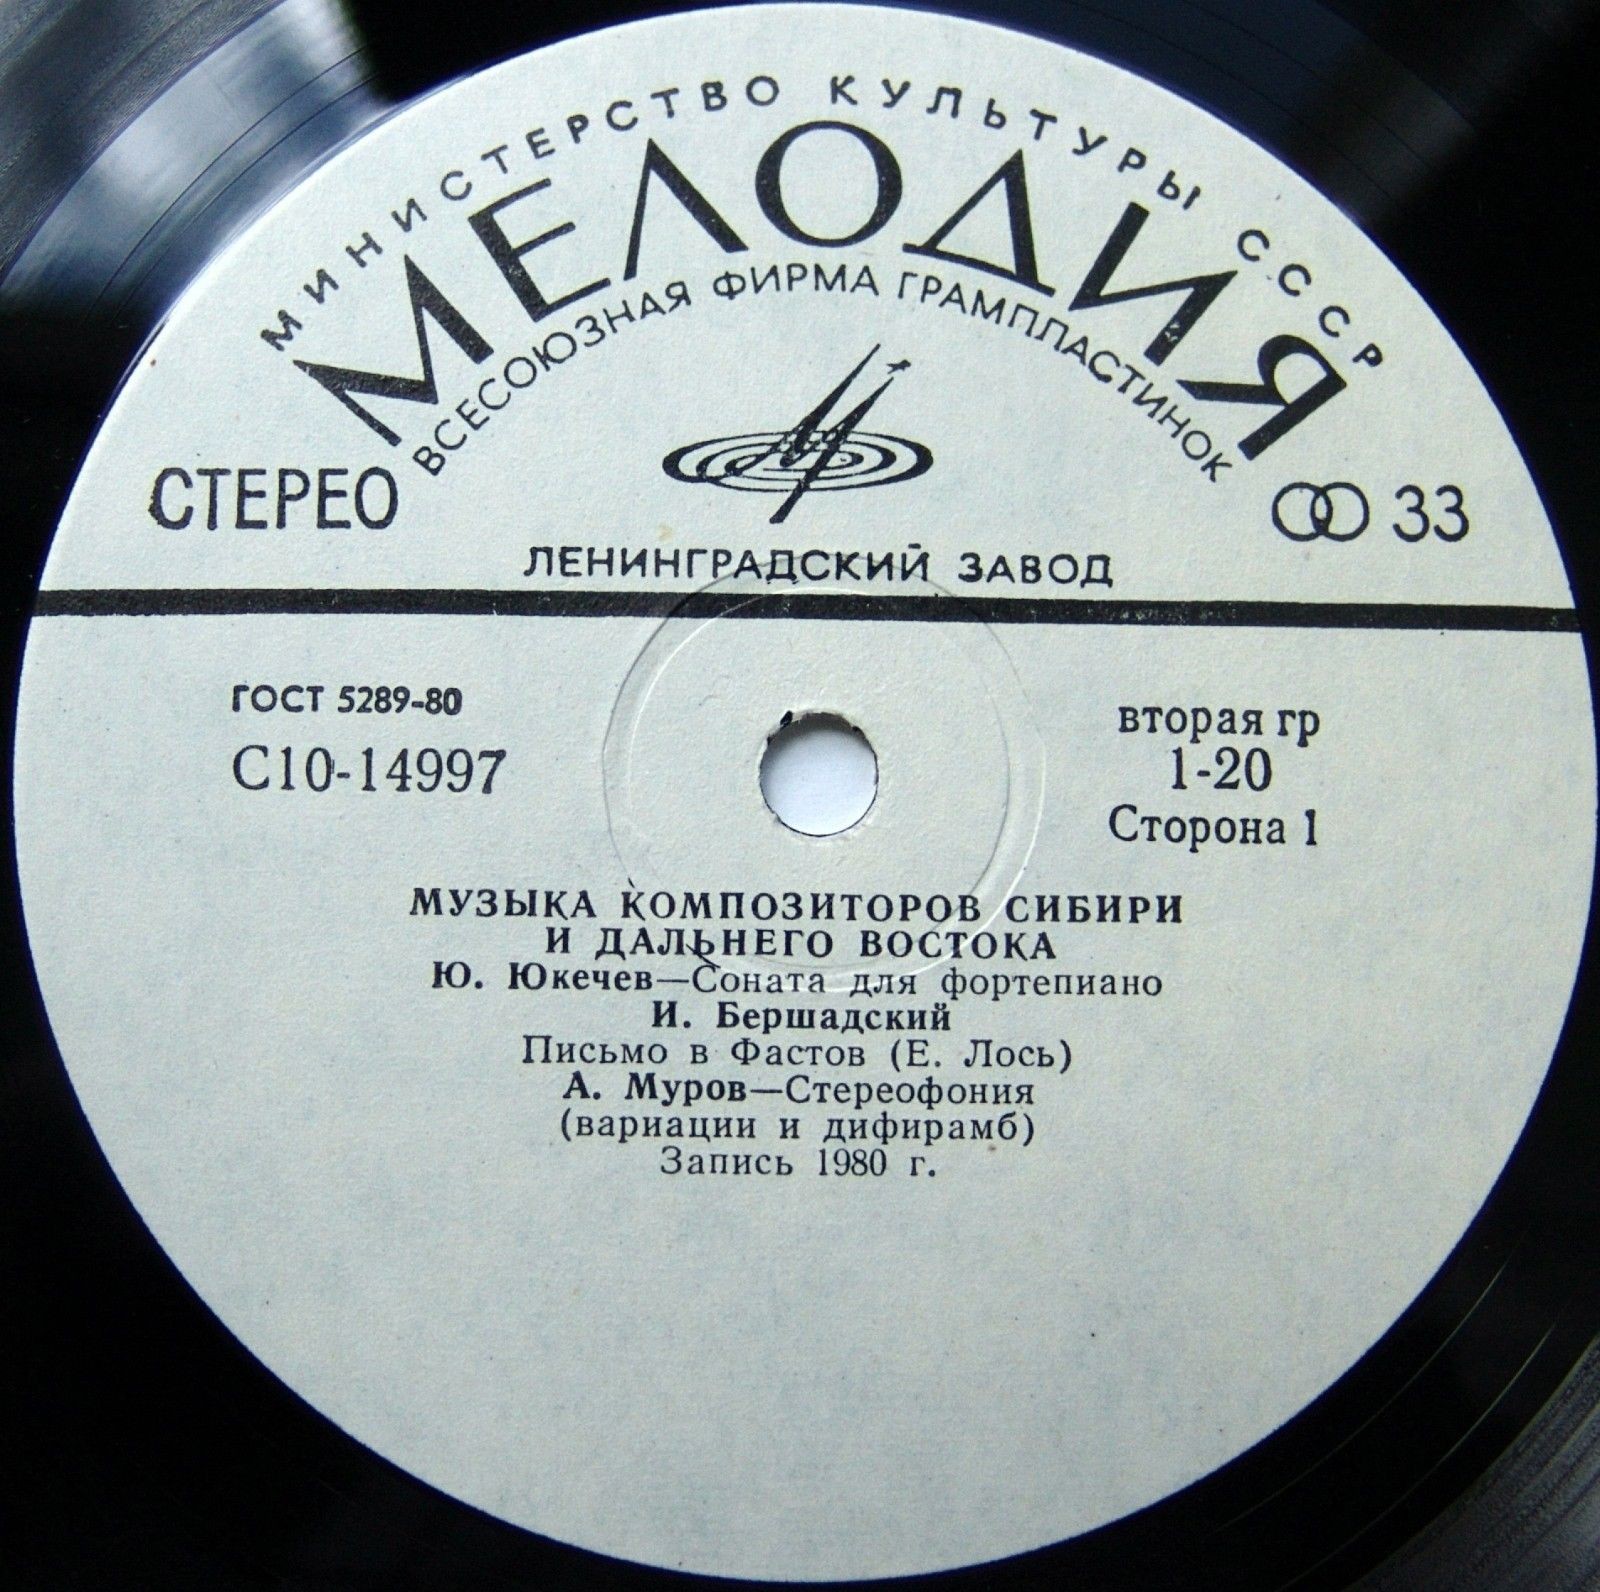 МИНИСТЕРСТВО КУЛЬТУРЫ СССР
МЕЛОДИЯ
ВСЕСОЮЗНАЯ ФИРМА ГРАМПЛАСТИНОК
СТЕРЕО
33
ЛЕНИНГРАДСКИЙ ЗАВОД
ГОСТ 5289-80
С10-14997
вторая гр
1-20
Сторона 1
МУЗЫКА КОМПОЗИТОРОВ СИБИРИ
И ДАЛЬНЕГО ВОСТОКА
Ю. Юкечев—Соната для фортепиано
И. Бершадский
Письмо в Фастов (Е. Лось)
А. Муров—Стереофония
(вариации и дифирамб)
Запись 1980 г.